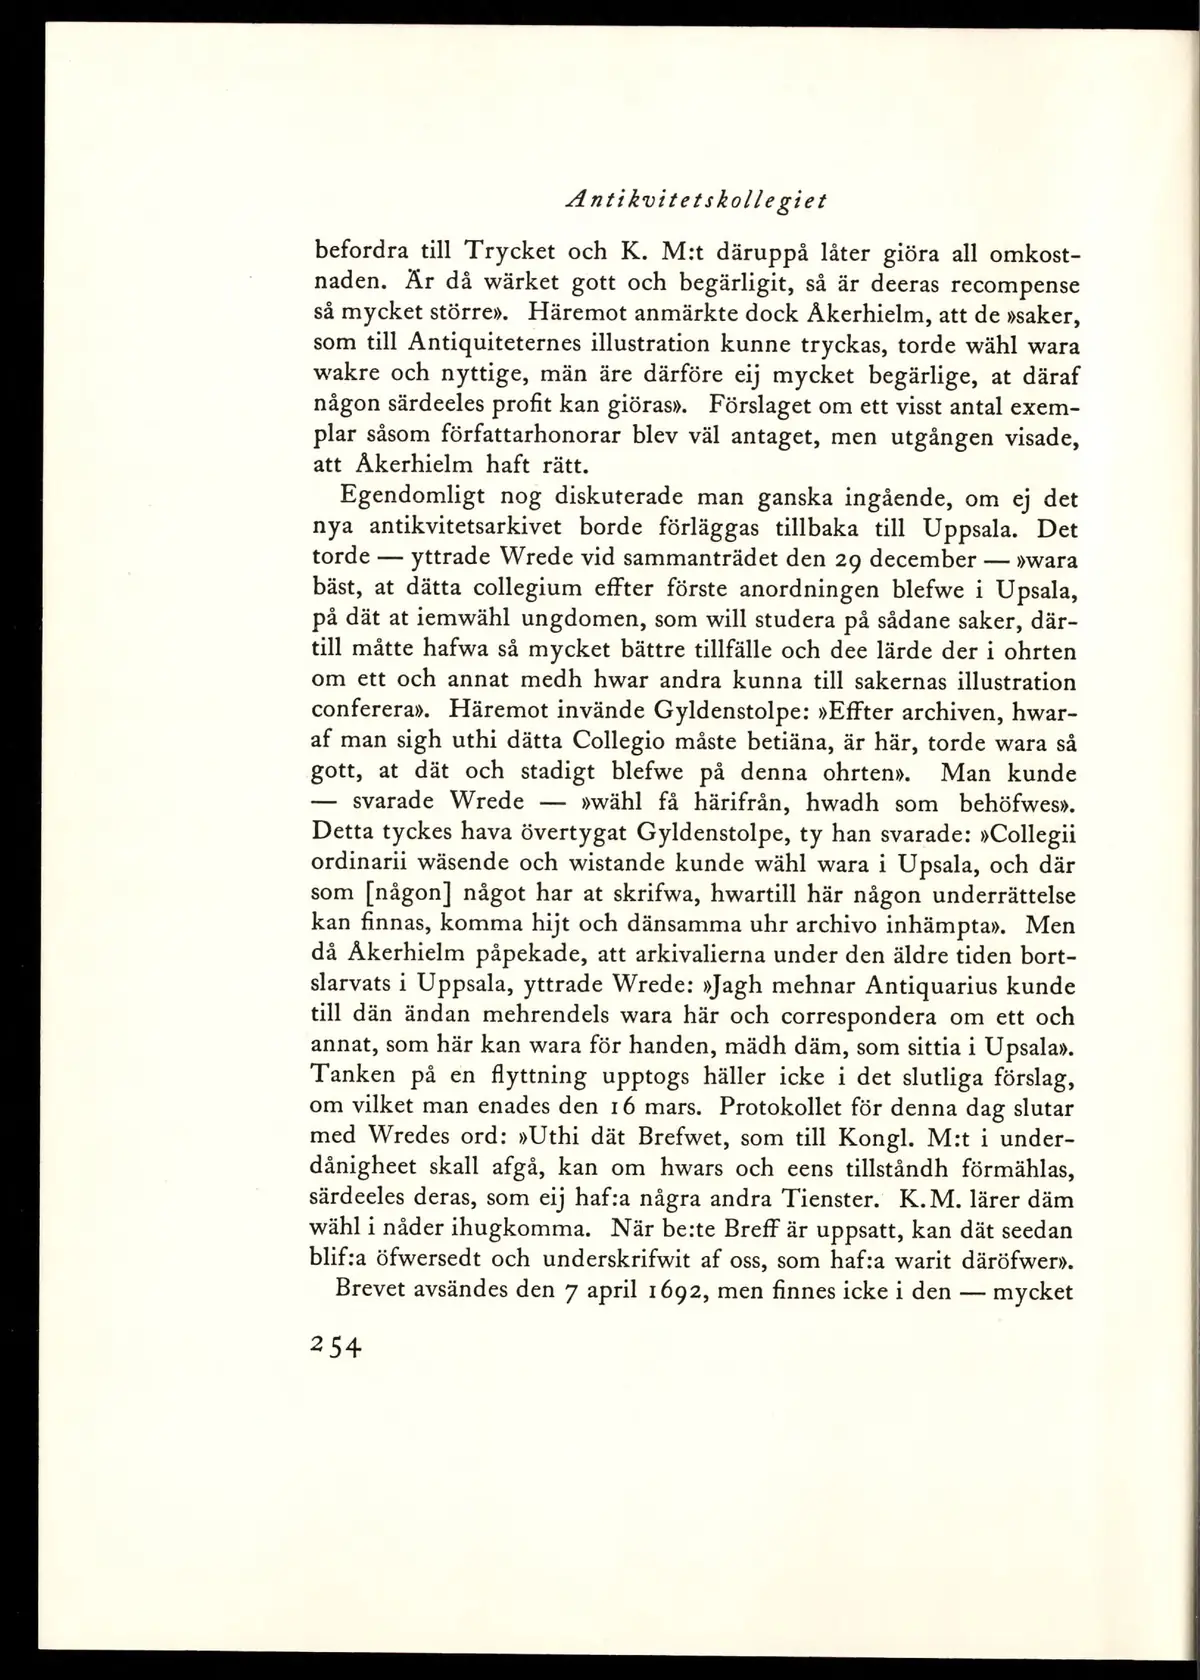 Antikvitetskollegiet
befordra till Trycket och K. M:t däruppå låter giöra all omkost-
naden. Är då wärket gott och begärligit, så är deeras recompense
så mycket större». Häremot anmärkte dock Åkerhielm, att de »saker,
som till Antiquiteternes illustration kunne tryckas, torde wähl wara
wakre och nyttige, män äre därföre eij mycket begärlige, at däraf
någon särdeeles profit kan giöras». Förslaget om ett visst antal exem-
plar såsom författarhonorar blev väl antaget, men utgången visade,
att Åkerhielm haft rätt.
Egendomligt nog diskuterade man ganska ingående, om ej det
nya antikvitetsarkivet borde förläggas tillbaka till Uppsala. Det
torde — yttrade Wrede vid sammanträdet den 29 december — »wara
bäst, at dätta collegium effter förste anordningen blefwe i Upsala,
på dät at iemwähl ungdomen, som will studera på sådane saker, där-
till måtte hafwa så mycket bättre tillfälle och dee lärde der i ohrten
om ett och annat medh hwar andra kunna till sakernas illustration
conferera». Häremot invände Gyldenstolpe: »Effter archiven, hwar-
af man sigh uthi dätta Collegio måste betiäna, är här, torde wara så
gott, at dät och stadigt blefwe på denna ohrten». Man kunde
— svarade Wrede — »wähl få härifrån, hwadh som behöfwes».
Detta tyckes hava övertygat Gyldenstolpe, ty han svarade: »Collegii
ordinarii wäsende och wistande kunde wähl wara i Upsala, och där
som [någon] något har at skrifwa, hwartill här någon underrättelse
kan finnas, komma hijt och dänsamma uhr archivo inhämpta». Men
då Åkerhielm påpekade, att arkivalierna under den äldre tiden bort-
slarvats i Uppsala, yttrade Wrede: »Jagh mehnar Antiquarius kunde
till dän ändan mehrendels wara här och correspondera om ett och
annat, som här kan wara för handen, mädh däm, som sittia i Upsala».
Tanken på en flyttning upptogs häller icke i det slutliga förslag,
om vilket man enades den 16 mars. Protokollet för denna dag slutar
med Wredes ord: »Uthi dät Brefwet, som till Kongl. M:t i under-
dånigheet skall afgå, kan om hwars och eens tillståndh förmählas,
särdeeles deras, som eij haf:a några andra Tienster. K. M. lärer däm
wähl i nåder ihugkomma. När be:te Breff är uppsatt, kan dät seedan
blif:a öfwersedt och underskrifwit af oss, som haf:a warit däröfwer».
Brevet avsändes den 7 april 1692, men finnes icke i den — mycket
254